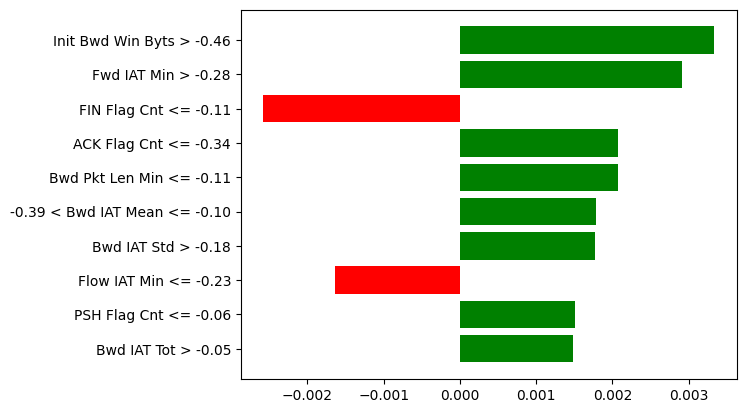 Init Bwd Win Byts > -0.46
Fwd IAT Min > -0.28
FIN Flag Cnt <= -0.11
ACK Flag Cnt <= -0.34
Bwd Pkt Len Min <= -0.11
-0.39 < Bwd IAT Mean <= -0.10
Bwd IAT Std > -0.18
Flow IAT Min <= -0.23
PSH Flag Cnt <= -0.06
Bwd IAT Tot > -0.05
−0.002 −0.001 0.000 0.001 0.002 0.003